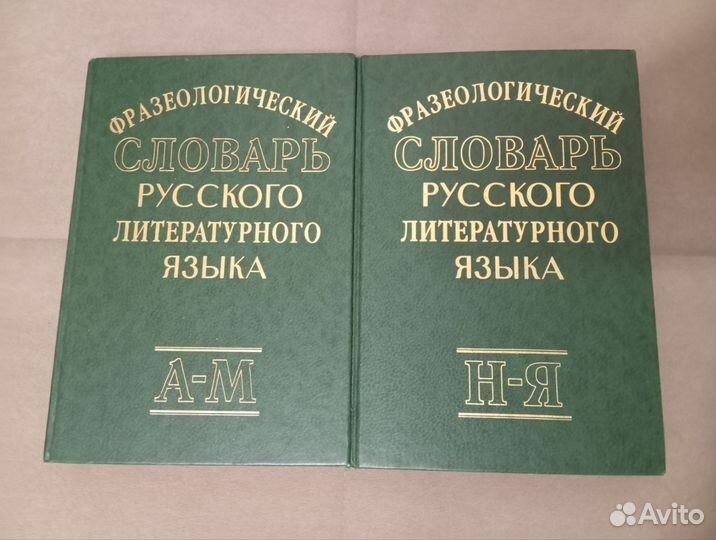 ФРАЗЕОЛОГИЧЕСКИЙ
СЛОВАРЬ
РУССКОГО
ЛИТЕРАТУРНОГО
ЯЗЫКА
А-М
ФРАЗЕОЛОГИЧЕСКИЙ
СЛОВАРЬ
РУССКОГО
ЛИТЕРАТУРНОГО
ЯЗЫКА
Н-Я
Avito